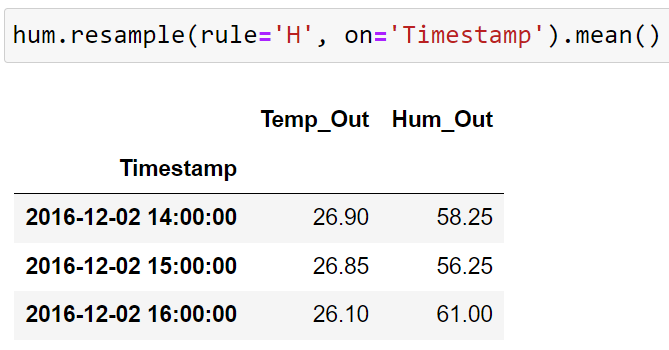 hum.resample(rule='H', on='Timestamp').mean()
Temp_Out Hum_Out
Timestamp
2016-12-02 14:00:00 26.90 58.25
2016-12-02 15:00:00 26.85 56.25
2016-12-02 16:00:00 26.10 61.00